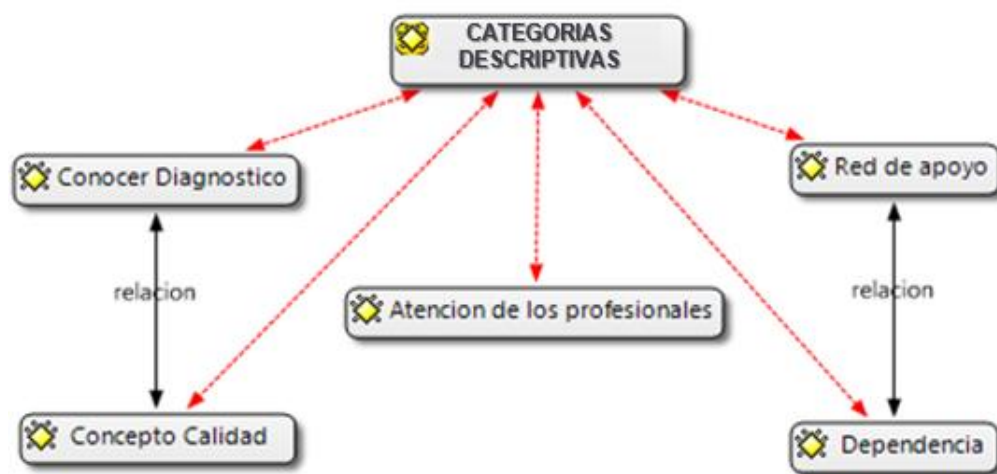 CATEGORIAS
DESCRIPTIVAS
Conocer Diagnostico
Red de apoyo
relacion
relacion
Atencion de los profesionales
Concepto Calidad
Dependencia